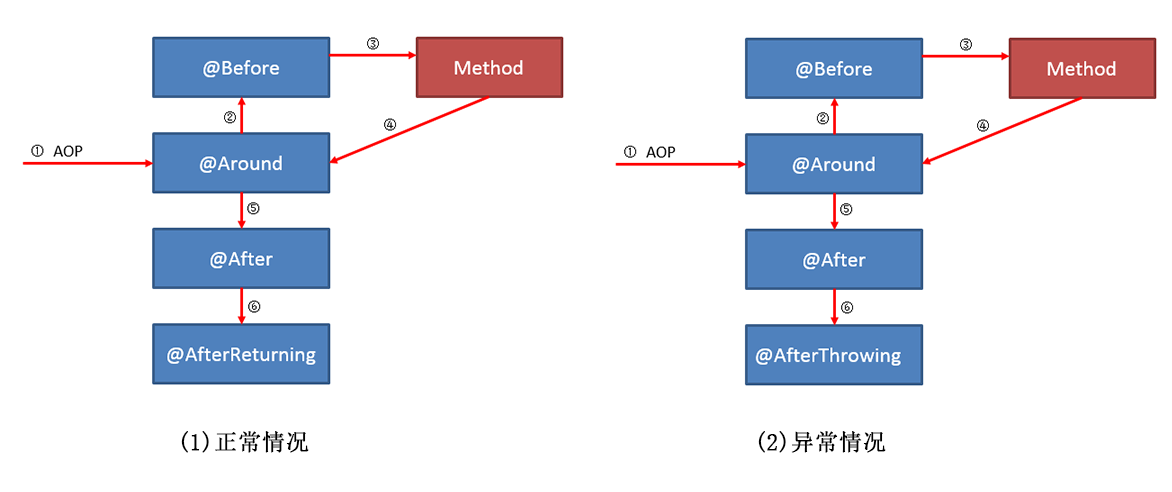 @Before
③
Method
②
④
① AOP
@Around
⑤
@After
⑥
@AfterReturning
(1)正常情况
@Before
③
Method
②
④
① AOP
@Around
⑤
@After
⑥
@AfterThrowing
(2)异常情况